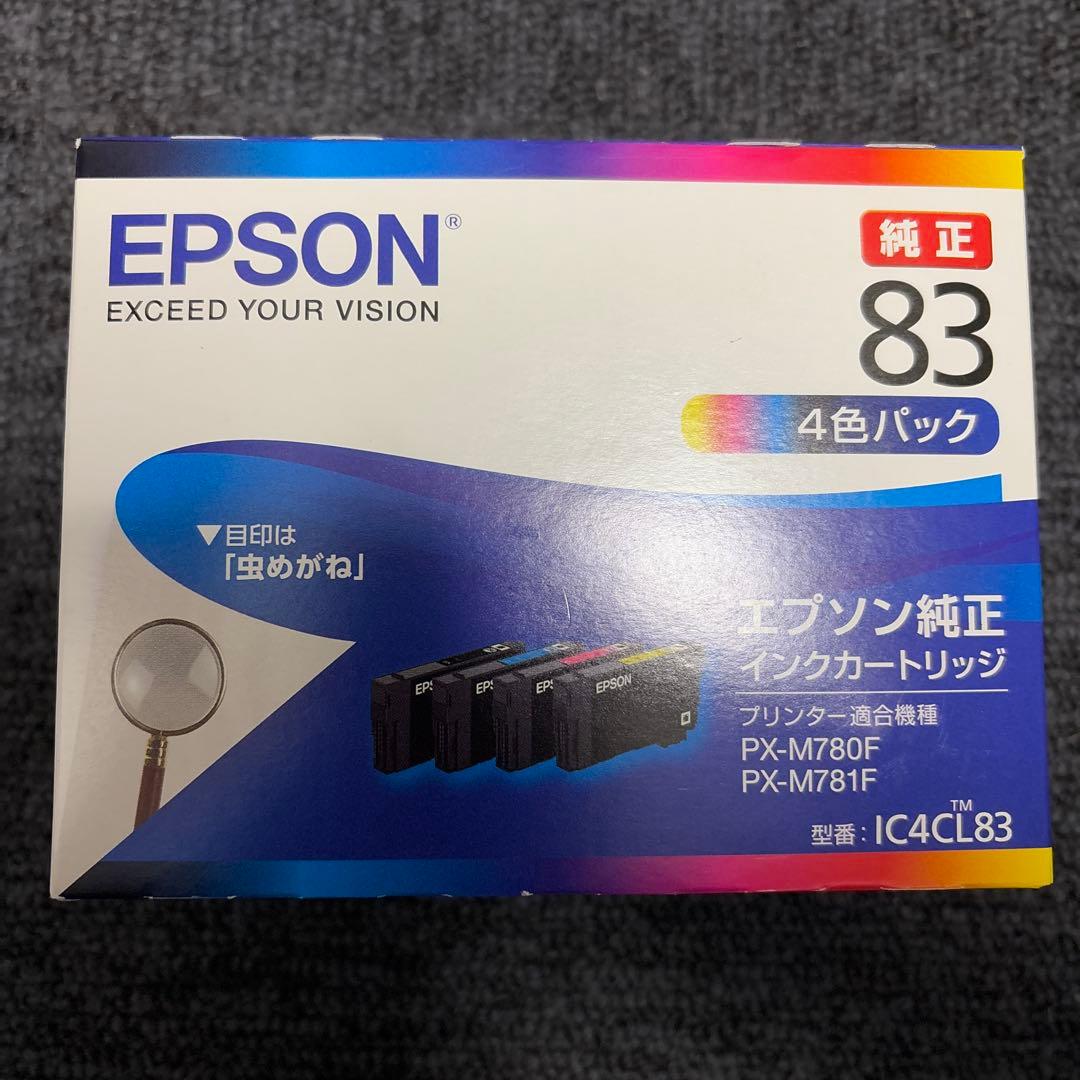 EPSON®
EXCEED YOUR VISION
純正
83
4色パック
▼目印は
「虫めがね」
EPSON
エプソン純正
インクカートリッジ
プリンター適合機種
PX-M780F
PX-M781F
型番：IC4CL83™